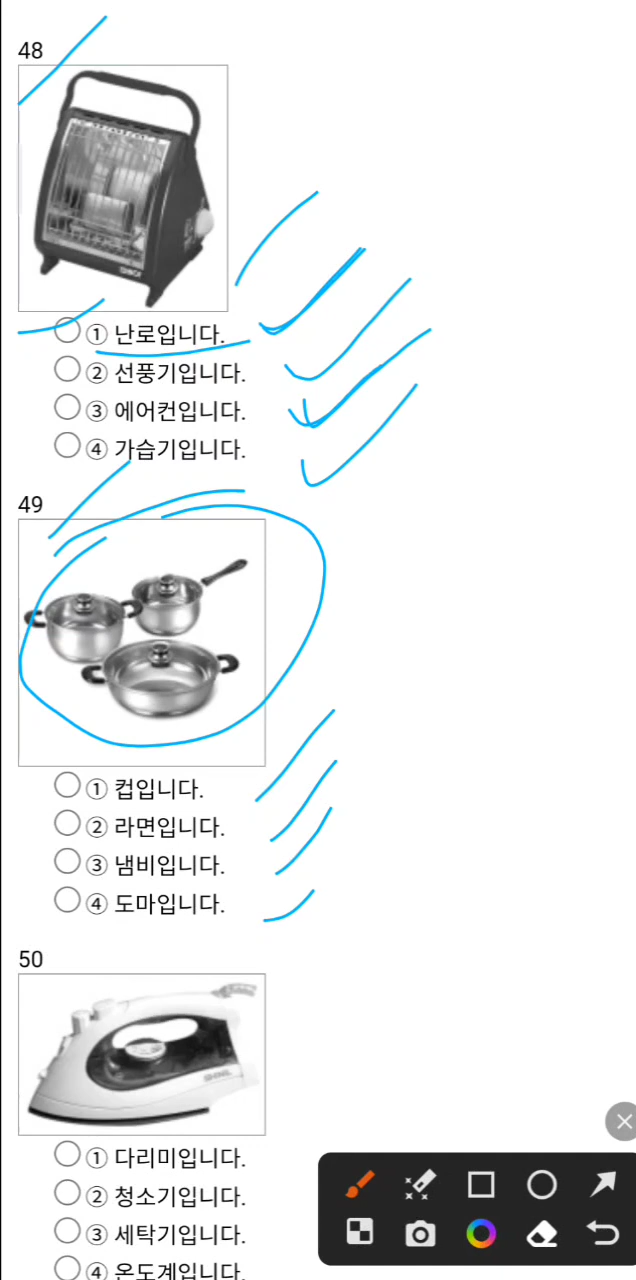 48
① 난로입니다.
② 선풍기입니다.
③ 에어컨입니다.
④ 가습기입니다.
49
① 컵입니다.
② 라면입니다.
③ 냄비입니다.
④ 도마입니다.
50
① 다리미입니다.
② 청소기입니다.
③ 세탁기입니다.
④ 온도계입니다.